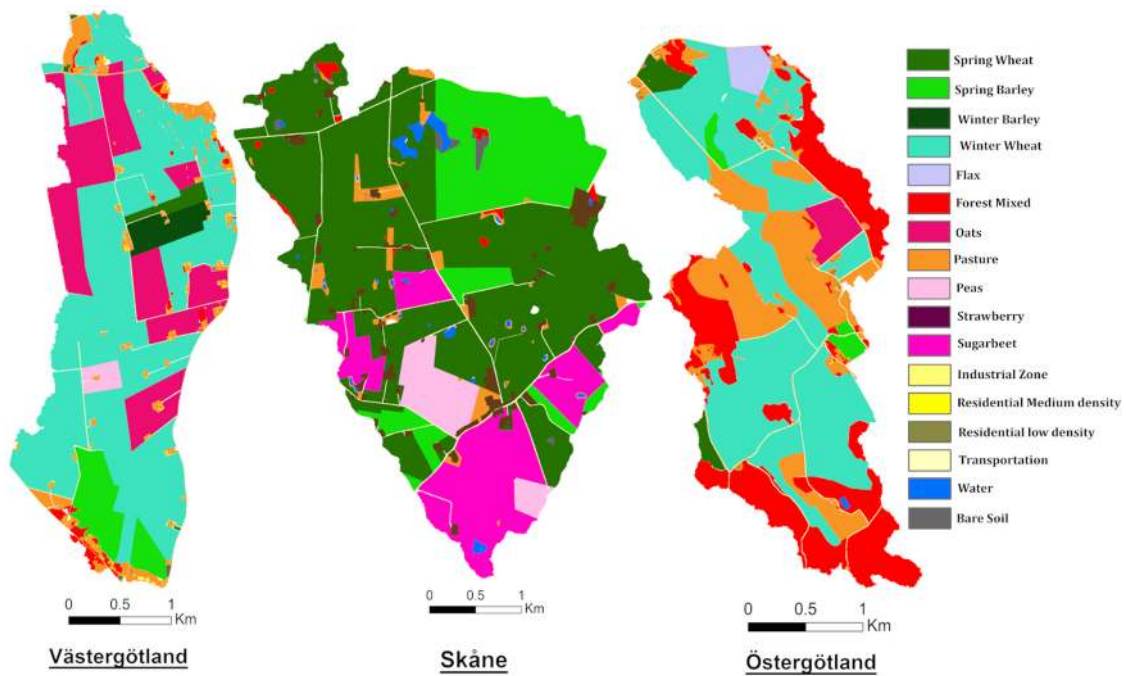 Spring Wheat
Spring Barley
Winter Barley
Winter Wheat
Flax
Forest Mixed
Oats
Pasture
Peas
Strawberry
Sugarbeet
Industrial Zone
Residential Medium density
Residential low density
Transportation
Water
Bare Soil
0 0.5 1
Km
Västergötland
0 0.5 1
Km
Skåne
0 0.5 1
Km
Östergötland